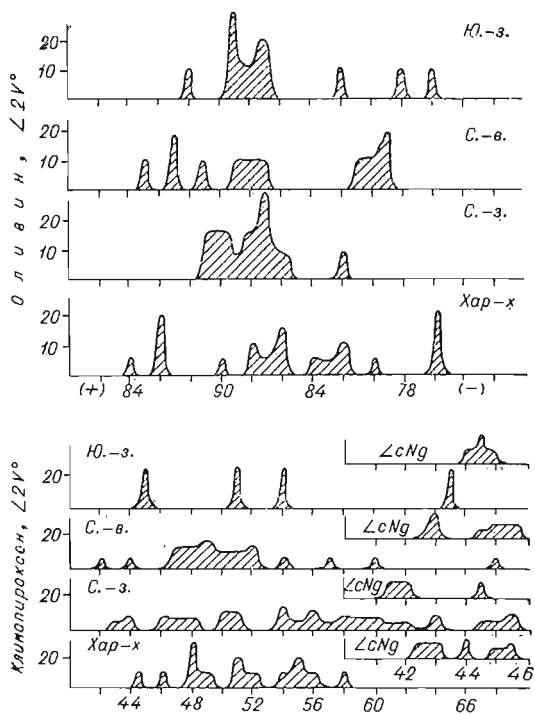 Оливин, ∠2V°
20
10
Ю.-з.
20
10
С.-в.
20
10
С.-з.
20
10
Хар-х
(+) 84 90 84 78 (-)
Клинопироксен, ∠2V°
20
Ю.-з.
∠cNg
20
С.-в.
∠cNg
20
С.-з.
∠cNg
20
Хар-х
∠cNg
42 44 46
44 48 52 56 60 66